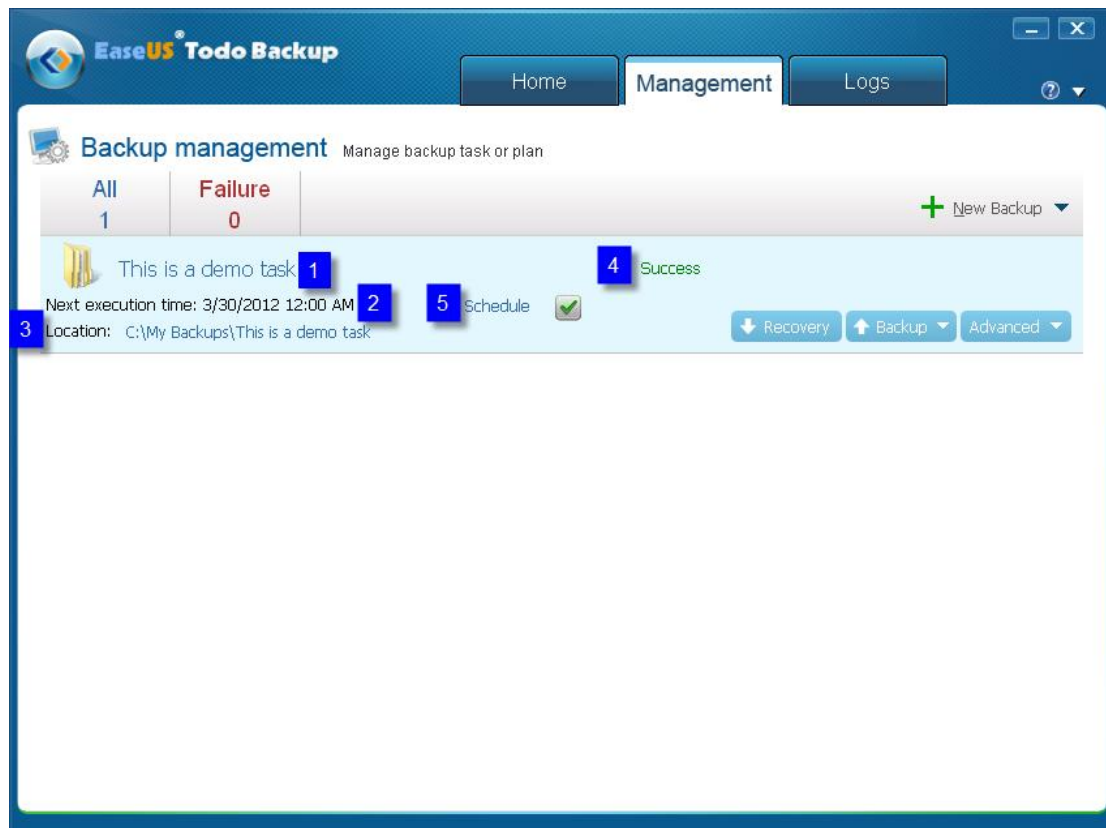 EaseUS® Todo Backup
Home
Management
Logs
Backup management Manage backup task or plan
All
1
Failure
0
New Backup
This is a demo task 1
4 Success
Next execution time: 3/30/2012 12:00 AM 2
5 Schedule
3 Location: C:\My Backups\This is a demo task
Recovery
Backup
Advanced